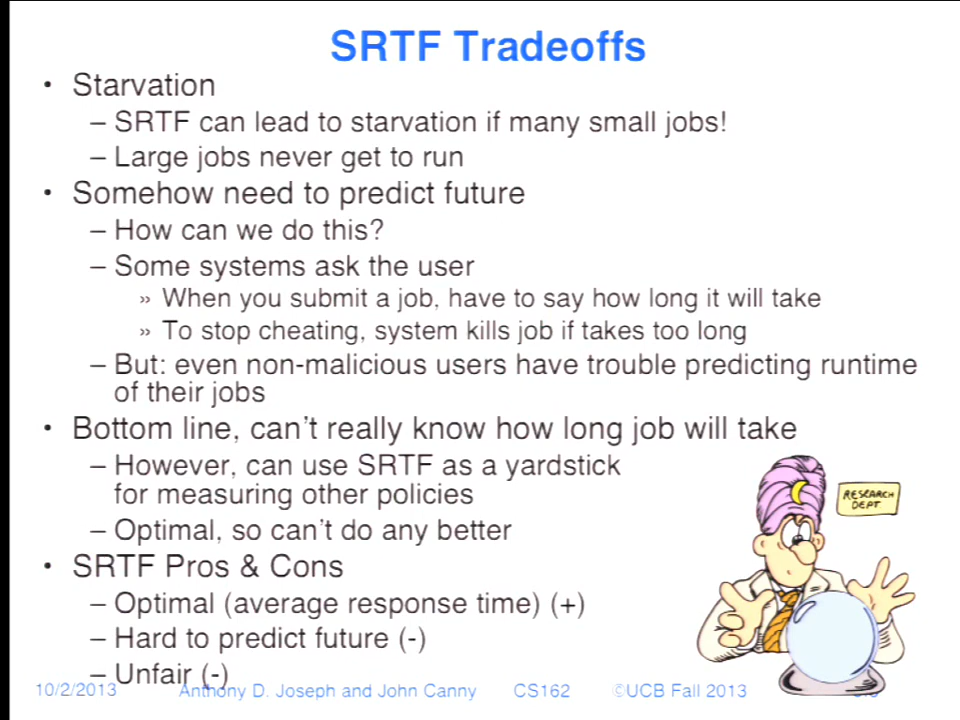 SRTF Tradeoffs
• Starvation
– SRTF can lead to starvation if many small jobs!
– Large jobs never get to run
• Somehow need to predict future
– How can we do this?
– Some systems ask the user
» When you submit a job, have to say how long it will take
» To stop cheating, system kills job if takes too long
– But: even non-malicious users have trouble predicting runtime
of their jobs
• Bottom line, can't really know how long job will take
– However, can use SRTF as a yardstick
for measuring other policies
– Optimal, so can't do any better
RESEARCH
DEPT
• SRTF Pros & Cons
– Optimal (average response time) (+)
– Hard to predict future (-)
– Unfair (-)
10/2/2013 Anthony D. Joseph and John Canny CS162 ©UCB Fall 2013